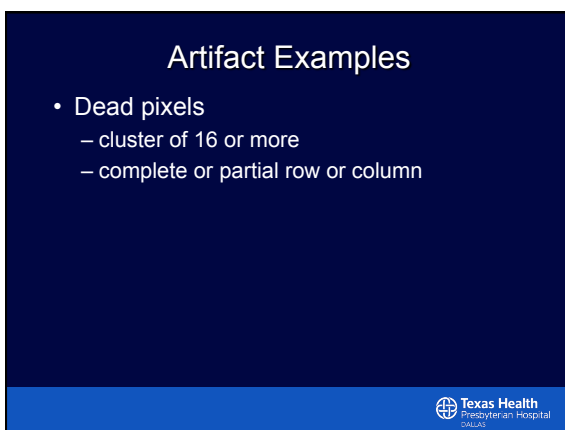 Artifact Examples
• Dead pixels
– cluster of 16 or more
– complete or partial row or column
Texas Health
Presbyterian Hospital
DALLAS